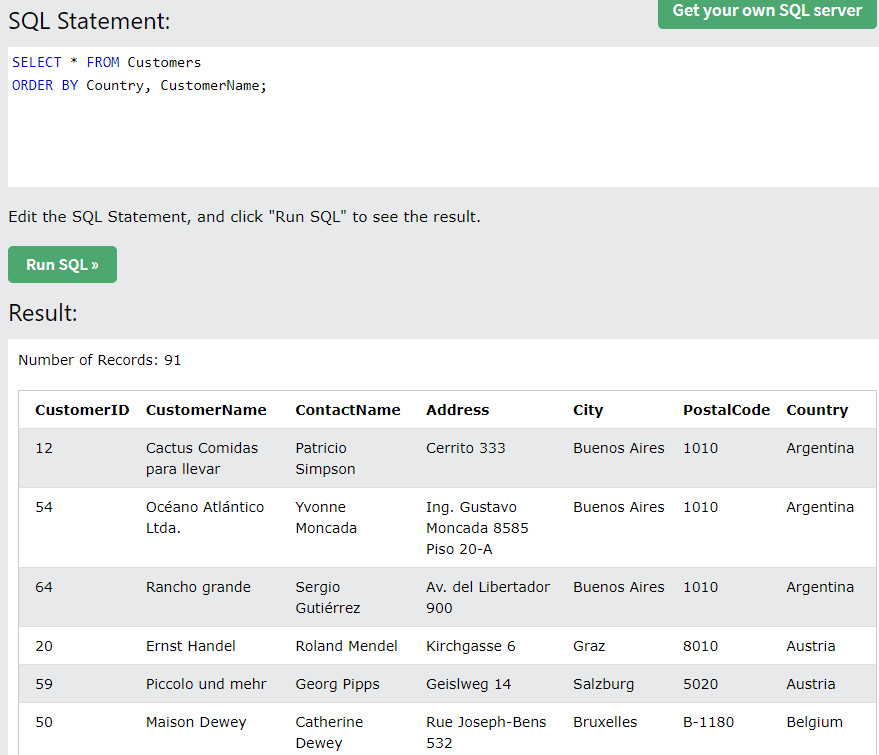 SQL Statement:
Get your own SQL server
SELECT * FROM Customers
ORDER BY Country, CustomerName;
Edit the SQL Statement, and click "Run SQL" to see the result.
Run SQL »
Result:
Number of Records: 91
CustomerID CustomerName ContactName Address City PostalCode Country
12 Cactus Comidas Patricio Cerrito 333 Buenos Aires 1010 Argentina
para llevar Simpson
54 Océano Atlántico Yvonne Ing. Gustavo Buenos Aires 1010 Argentina
Ltda. Moncada Moncada 8585
Piso 20-A
64 Rancho grande Sergio Av. del Libertador Buenos Aires 1010 Argentina
Gutiérrez 900
20 Ernst Handel Roland Mendel Kirchgasse 6 Graz 8010 Austria
59 Piccolo und mehr Georg Pipps Geislweg 14 Salzburg 5020 Austria
50 Maison Dewey Catherine Rue Joseph-Bens Bruxelles B-1180 Belgium
Dewey 532